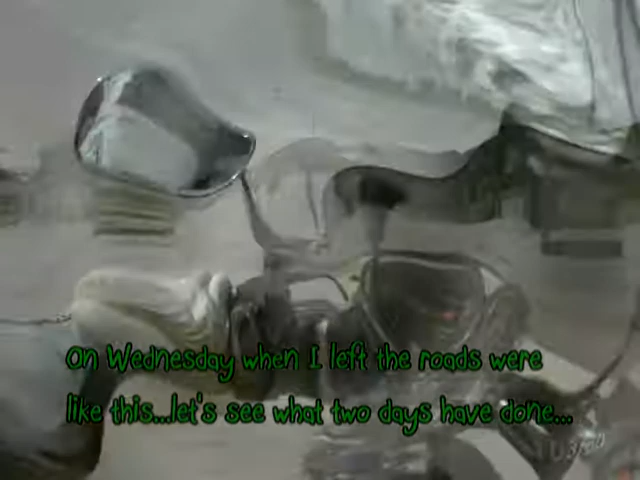 On Wednesday when I left the roads were
like this...let's see what two days have done...